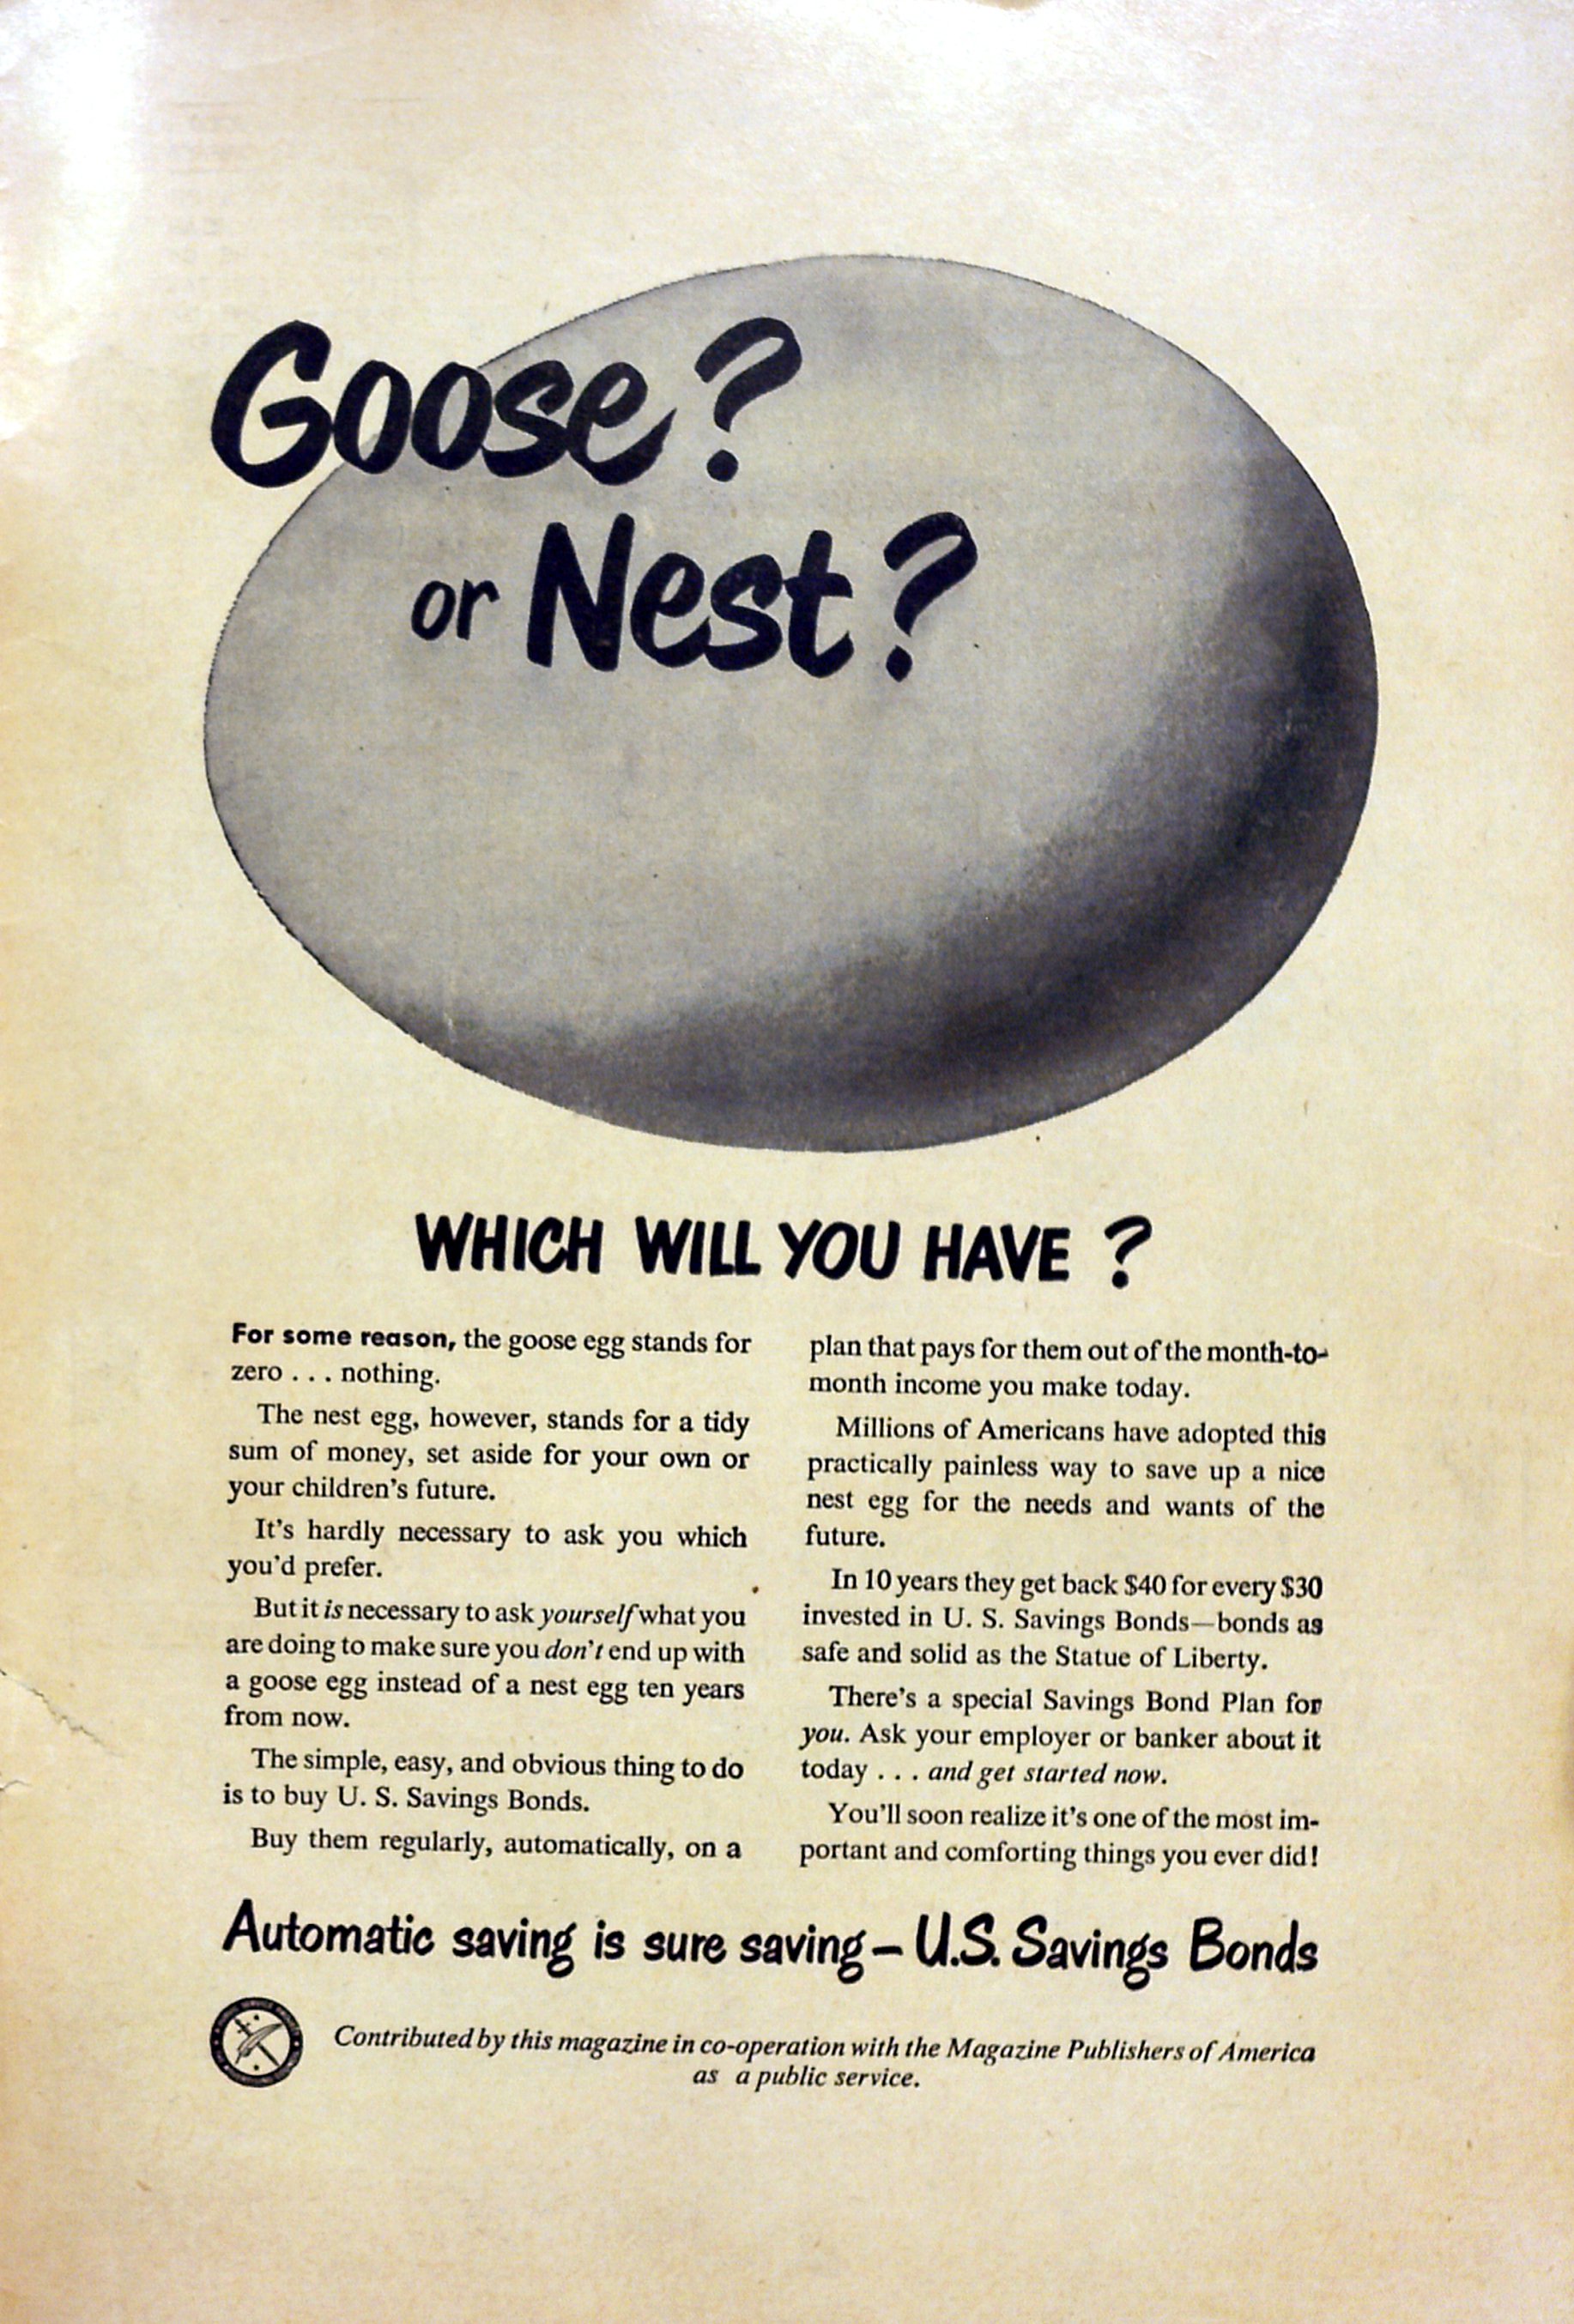 Goose?
or Nest?
WHICH WILL YOU HAVE ?
For some reason, the goose egg stands for
zero . . . nothing.
The nest egg, however, stands for a tidy
sum of money, set aside for your own or
your children's future.
It's hardly necessary to ask you which
you'd prefer.
But it is necessary to ask yourself what you
are doing to make sure you don't end up with
a goose egg instead of a nest egg ten years
from now.
The simple, easy, and obvious thing to do
is to buy U. S. Savings Bonds.
Buy them regularly, automatically, on a
plan that pays for them out of the month-to-
month income you make today.
Millions of Americans have adopted this
practically painless way to save up a nice
nest egg for the needs and wants of the
future.
In 10 years they get back $40 for every $30
invested in U. S. Savings Bonds—bonds as
safe and solid as the Statue of Liberty.
There's a special Savings Bond Plan for
you. Ask your employer or banker about it
today . . . and get started now.
You'll soon realize it's one of the most im-
portant and comforting things you ever did!
Automatic saving is sure saving – U.S. Savings Bonds
Contributed by this magazine in co-operation with the Magazine Publishers of America
as a public service.